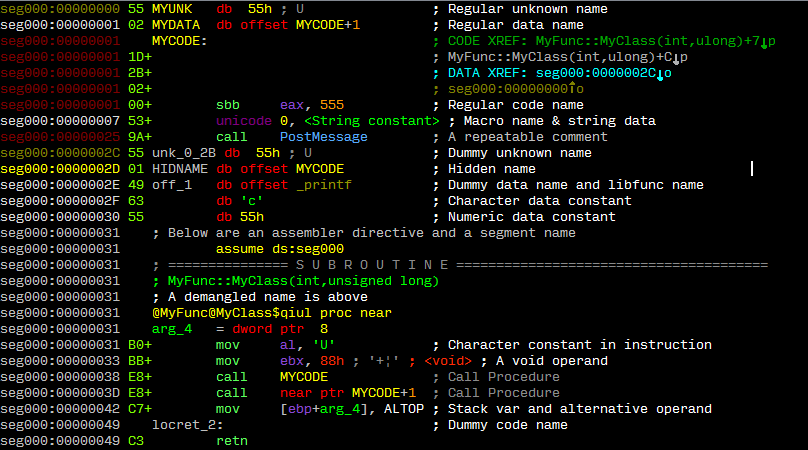 seg000:00000000 55 MYUNK   db  55h ; U                ; Regular unknown name
seg000:00000001 02 MYDATA  db offset MYCODE+1         ; Regular data name
seg000:00000001    MYCODE:                            ; CODE XREF: MyFunc::MyClass(int,ulong)+7↓p
seg000:00000001 1D+                                   ; MyFunc::MyClass(int,ulong)+C↓p
seg000:00000001 2B+                                   ; DATA XREF: seg000:0000002C↓o
seg000:00000001 02+                                   ; seg000:00000000↑o
seg000:00000001 00+        sbb     eax, 555           ; Regular code name
seg000:00000007 53+        unicode 0, <String constant> ; Macro name & string data
seg000:00000025 9A+        call    PostMessage        ; A repeatable comment
seg000:0000002C 55 unk_0_2B db  55h ; U               ; Dummy unknown name
seg000:0000002D 01 HIDNAME db offset MYCODE           ; Hidden name
seg000:0000002E 49 off_1   db offset _printf          ; Dummy data name and libfunc name
seg000:0000002F 63         db 'c'                     ; Character data constant
seg000:00000030 55         db 55h                     ; Numeric data constant
seg000:00000031    ; Below are an assembler directive and a segment name
seg000:00000031            assume ds:seg000
seg000:00000031    ; =============== S U B R O U T I N E =======================================
seg000:00000031    ; MyFunc::MyClass(int,unsigned long)
seg000:00000031    ; A demangled name is above
seg000:00000031    @MyFunc@MyClass$qiul proc near
seg000:00000031    arg_4   = dword ptr  8
seg000:00000031 B0+        mov     al, 'U'            ; Character constant in instruction
seg000:00000033 BB+        mov     ebx, 88h ; '+¦' ; <void> ; A void operand
seg000:00000038 E8+        call    MYCODE             ; Call Procedure
seg000:0000003D E8+        call    near ptr MYCODE+1  ; Call Procedure
seg000:00000042 C7+        mov     [ebp+arg_4], ALTOP ; Stack var and alternative operand
seg000:00000049    locret_2:                          ; Dummy code name
seg000:00000049 C3         retn